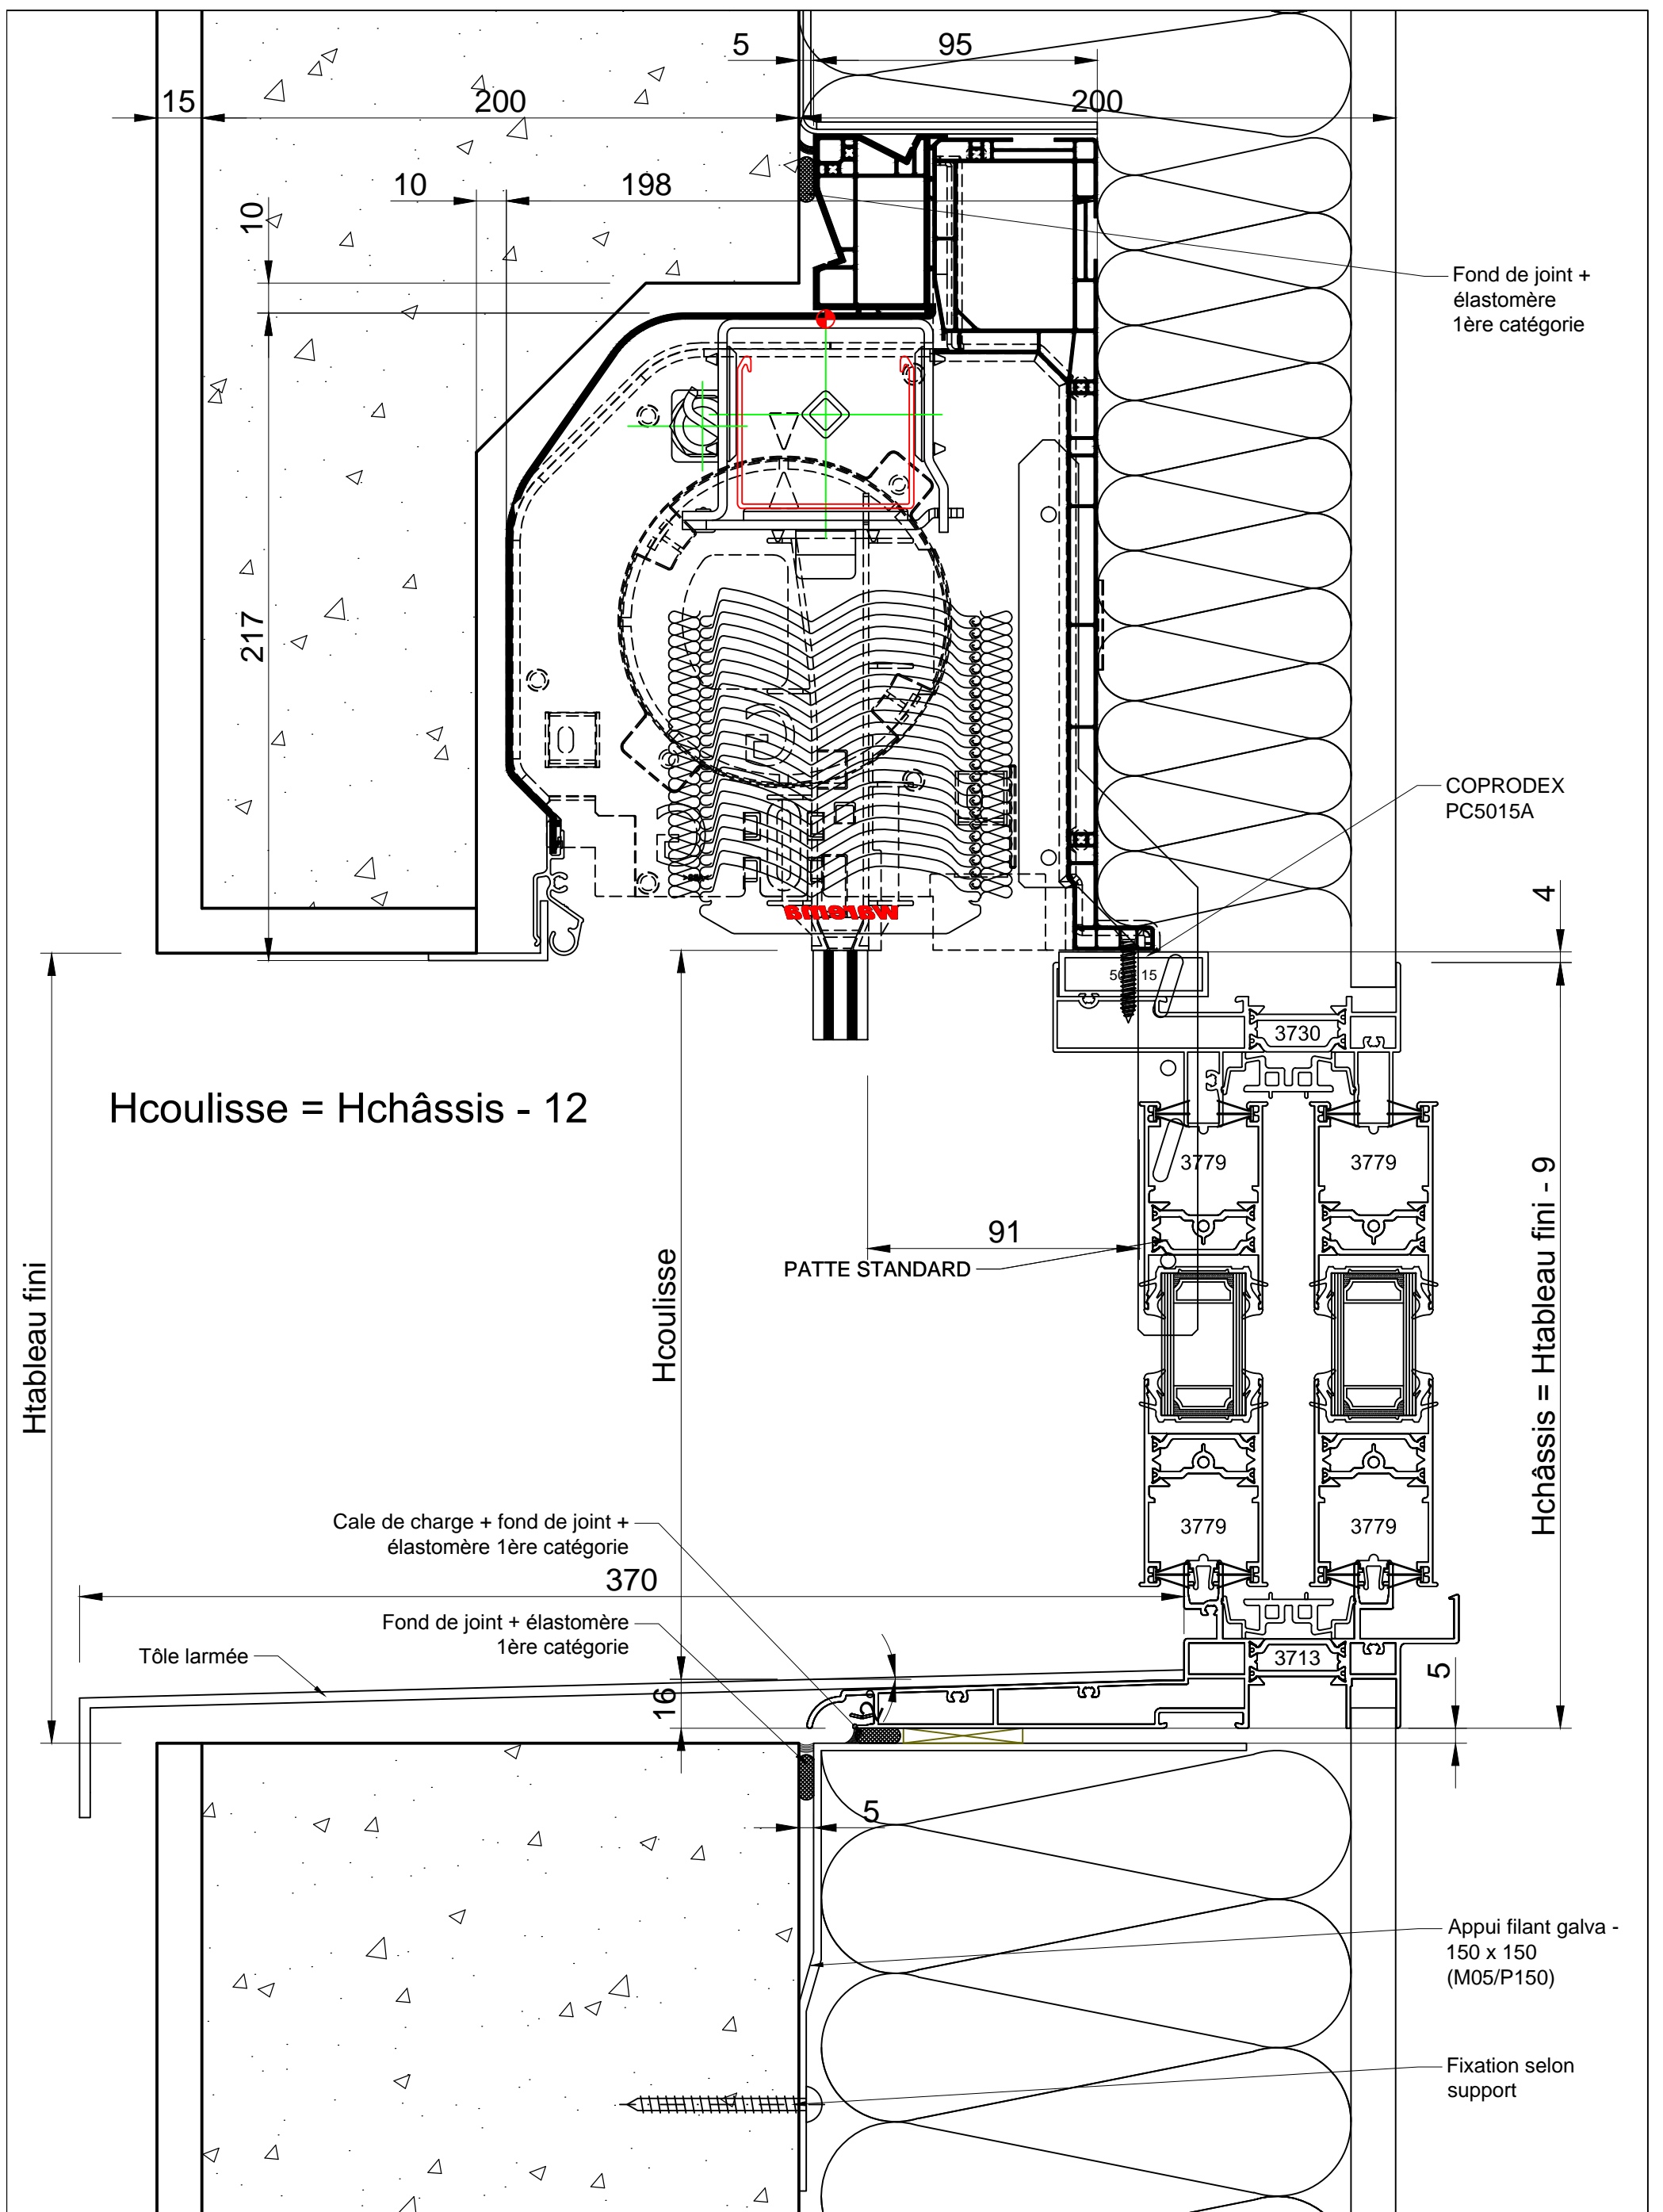 5
95
15
200
200
10
198
10
Fond de joint +
élastomère
1ère catégorie
217
COPRODEX
PC5015A
4
warema
50
15
3730
Hcoulisse = Hchâssis - 12
3779
3779
91
PATTE STANDARD
Htableau fini
Hcoulisse
Hchâssis = Htableau fini - 9
Cale de charge + fond de joint +
élastomère 1ère catégorie
3779
3779
370
Fond de joint + élastomère
1ère catégorie
Tôle larmée
3713
5
16
5
Appui filant galva -
150 x 150
(M05/P150)
Fixation selon
support